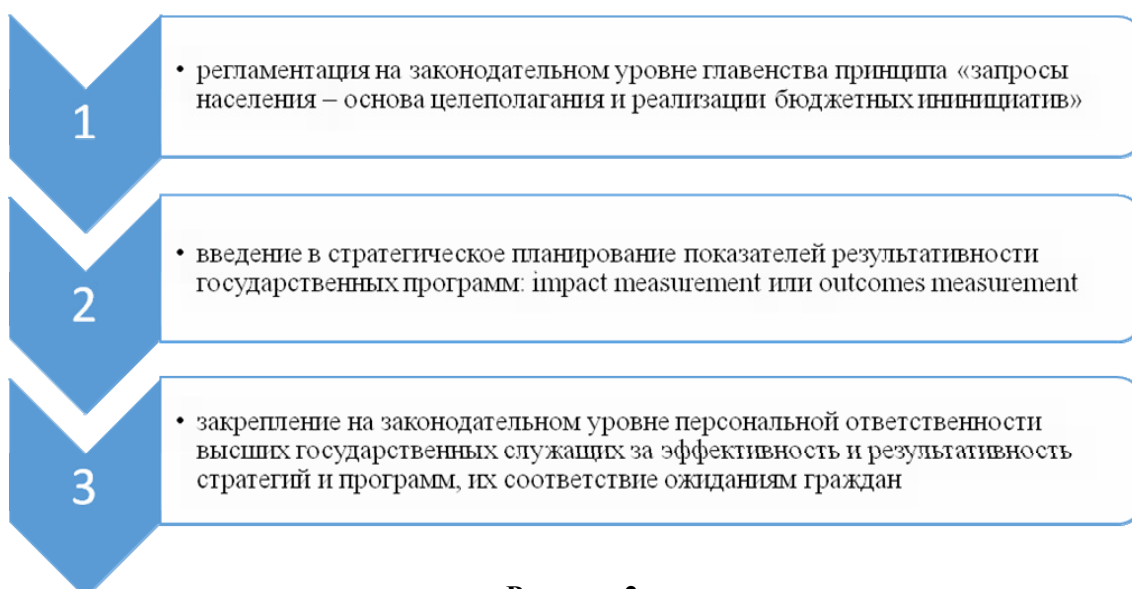 1
• регламентация на законодательном уровне главенства принципа «запросы
населения – основа целеполагания и реализации бюджетных ининициатив»
2
• введение в стратегическое планирование показателей результативности
государственных программ: impact measurement или outcomes measurement
3
• закрепление на законодательном уровне персональной ответственности
высших государственных служащих за эффективность и результативность
стратегий и программ, их соответствие ожиданиям граждан